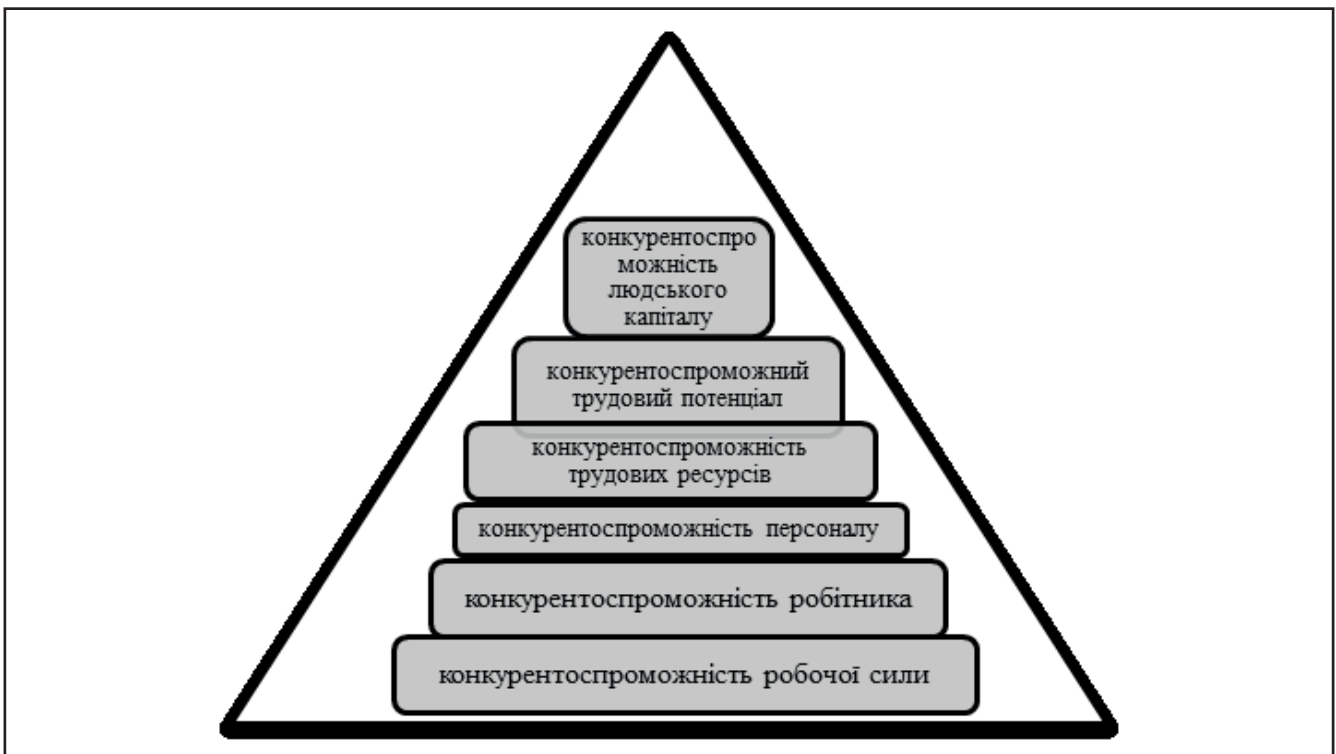 конкурентоспро
можність
людського
капіталу
конкурентоспроможний
трудовий потенціал
конкурентоспроможність
трудових ресурсів
конкурентоспроможність персоналу
конкурентоспроможність робітника
конкурентоспроможність робочої сили